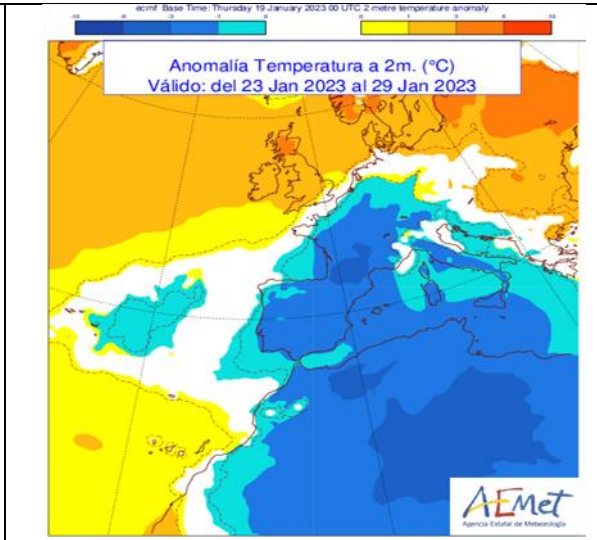 ecmf Base Time: Thursday 19 January 2023 00 UTC 2 metre temperature anomaly
Anomalía Temperatura a 2m. (°C)
Válido: del 23 Jan 2023 al 29 Jan 2023
AEMet
Agencia Estatal de Meteorología